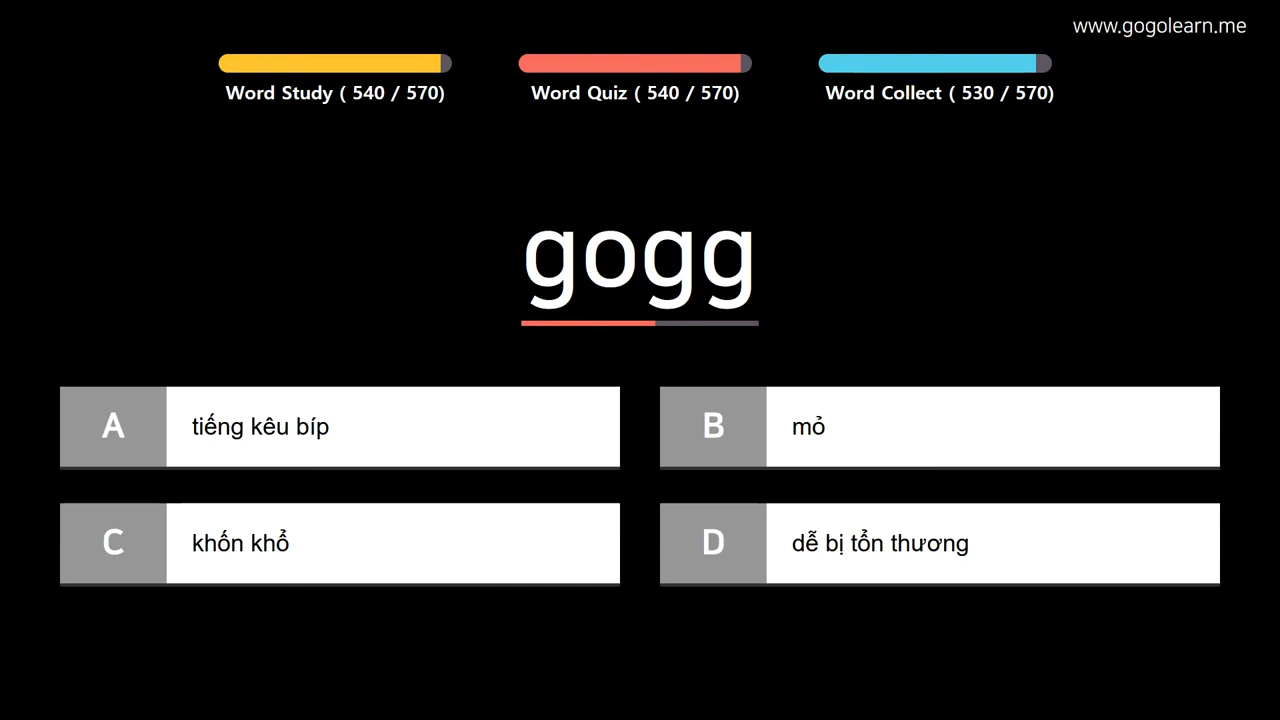 www.gogolearn.me
Word Study ( 540 / 570)
Word Quiz ( 540 / 570)
Word Collect ( 530 / 570)
gogg
A tiếng kêu bíp
B mỏ
C khốn khổ
D dễ bị tổn thương